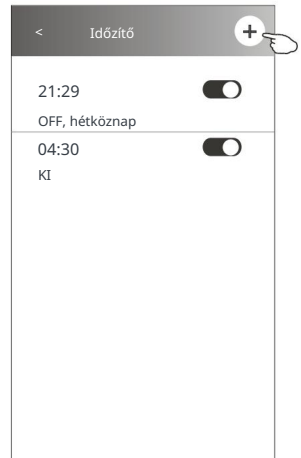 < Időzítő +
21:29
OFF, hétköznap
04:30
KI